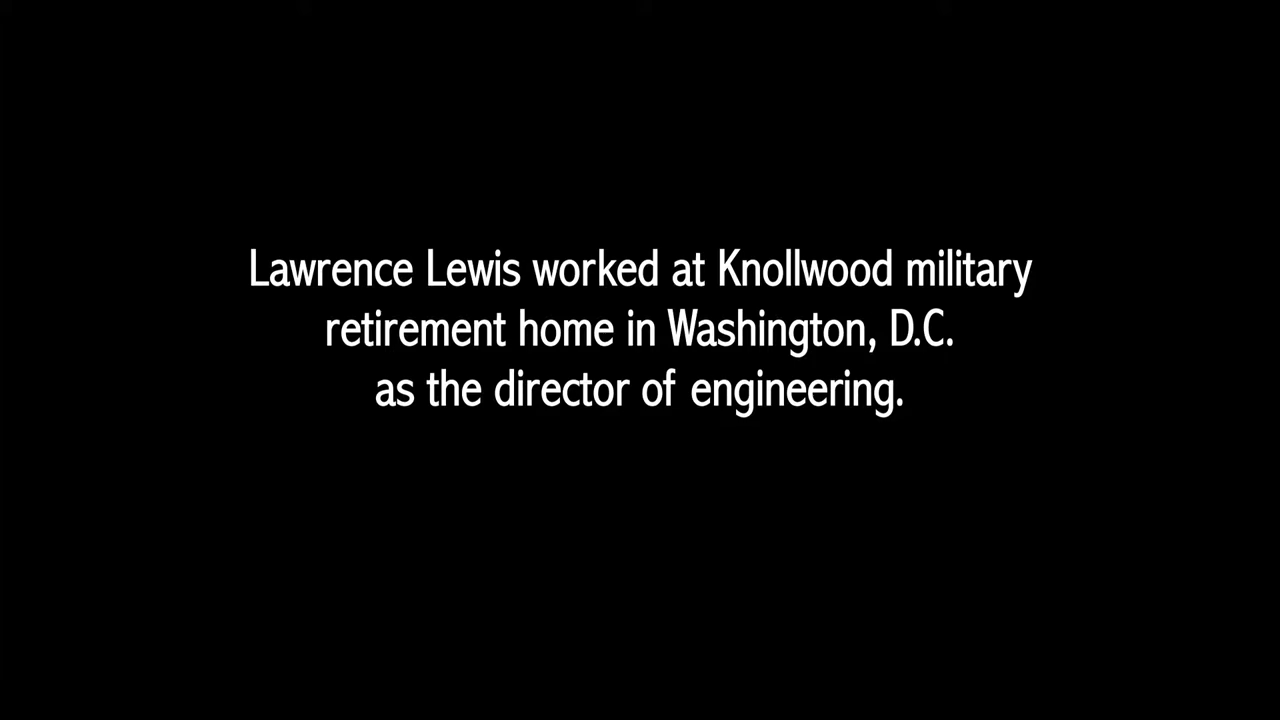 Lawrence Lewis worked at Knollwood military
retirement home in Washington, D.C.
as the director of engineering.